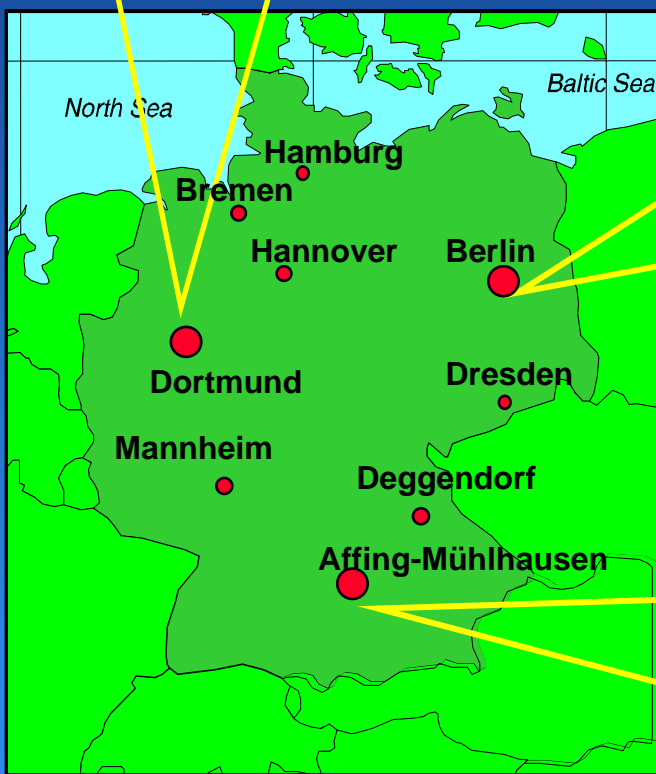 Baltic Sea
North Sea
Hamburg
Bremen
Hannover
Berlin
Dortmund
Dresden
Mannheim
Deggendorf
Affing-Mühlhausen